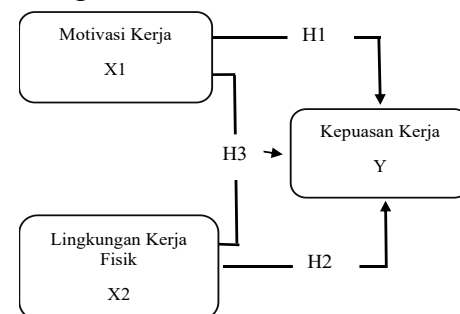 Motivasi Kerja
X1
H1
Kepuasan Kerja
Y
H3
Lingkungan Kerja
Fisik
X2
H2